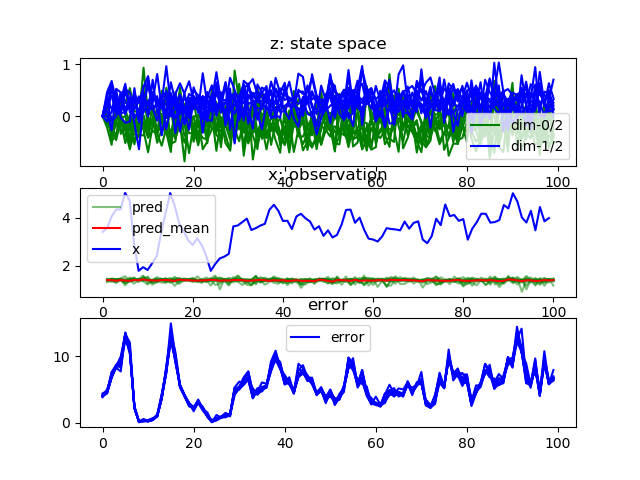 z: state space
1
0
dim-0/2
dim-1/2
0 20 40 60 80 100
x: observation
4
2
pred
pred_mean
x
0 20 40 60 80 100
error
10
0
error
0 20 40 60 80 100